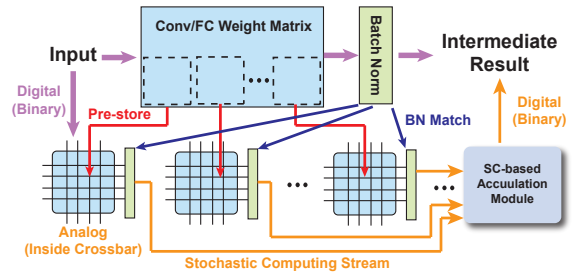 Conv/FC Weight Matrix
Batch Norm
Input
Intermediate
Result
Digital
(Binary)
Pre-store
BN Match
Digital
(Binary)
SC-based
Accuulation
Module
Analog
(Inside Crossbar)
Stochastic Computing Stream